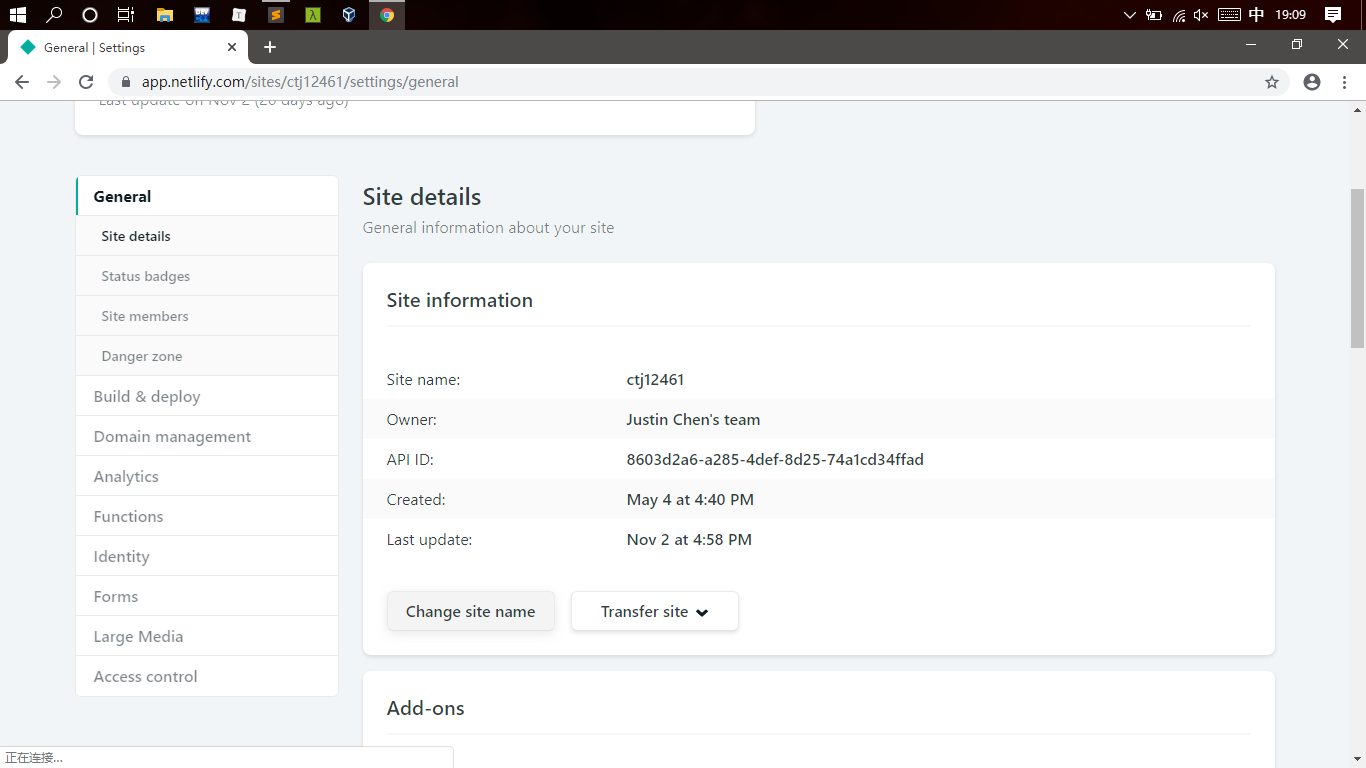 中 19:09
General | Settings
app.netlify.com/sites/ctj12461/settings/general
Last update on Nov 2 (20 days ago)
General
Site details
Status badges
Site members
Danger zone
Build & deploy
Domain management
Analytics
Functions
Identity
Forms
Large Media
Access control
Site details
General information about your site
Site information
Site name: ctj12461
Owner: Justin Chen's team
API ID: 8603d2a6-a285-4def-8d25-74a1cd34ffad
Created: May 4 at 4:40 PM
Last update: Nov 2 at 4:58 PM
Change site name Transfer site
Add-ons
正在连接...